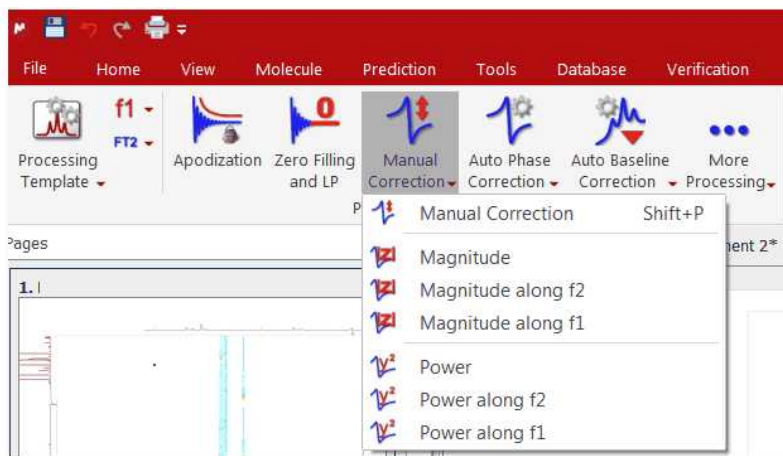 File Home View Molecule Prediction Tools Database Verification
f1
FT2
Processing Template
Apodization
Zero Filling and LP
Manual Correction
Auto Phase Correction
Auto Baseline Correction
More Processing
P
Manual Correction Shift+P
Pages
ment 2*
Magnitude
1.
Magnitude along f2
Magnitude along f1
Power
Power along f2
Power along f1